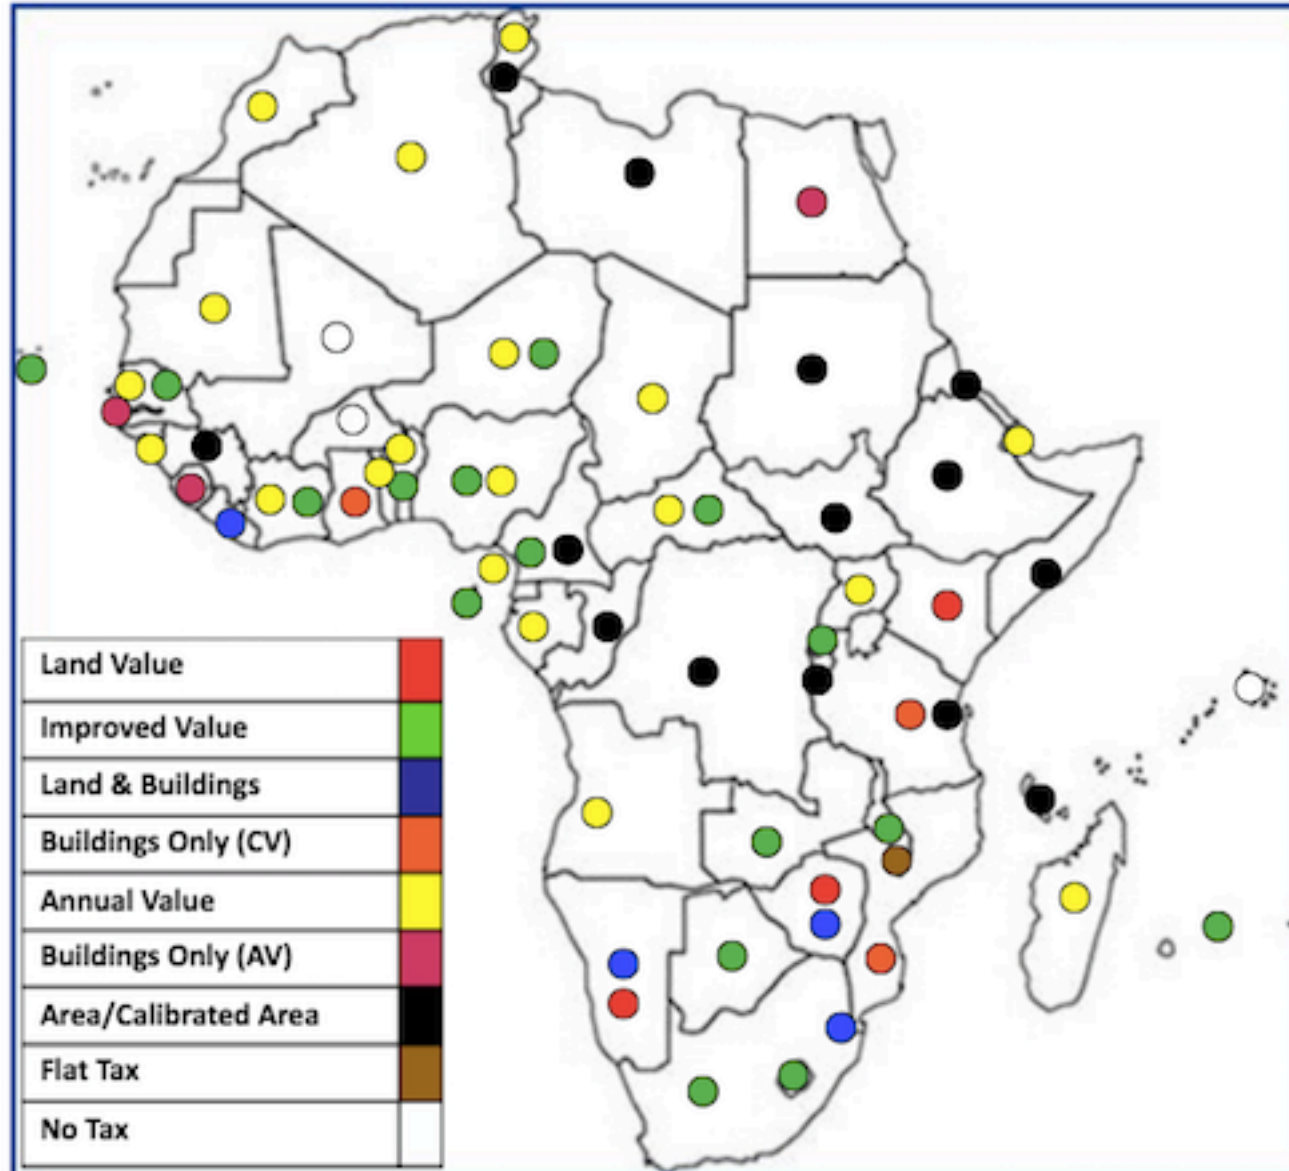 Land Value
Improved Value
Land & Buildings
Buildings Only (CV)
Annual Value
Buildings Only (AV)
Area/Calibrated Area
Flat Tax
No Tax